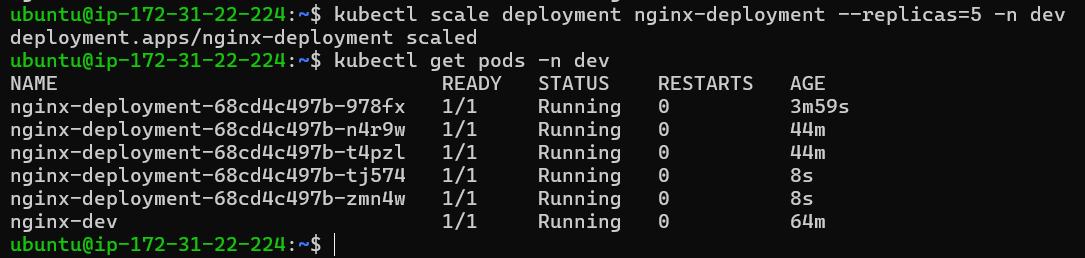 ubuntu@ip-172-31-22-224:~$ kubectl scale deployment nginx-ubuntu --replicas=5 -n dev
deployment.apps/nginx-deployment scaled
ubuntu@ip-172-31-22-224:~$ kubectl get pods -n dev
NAME READY STATUS RESTARTS AGE
nginx-deployment-68cd4c497b-978fx 1/1 Running 0 3m59s
nginx-deployment-68cd4c497b-n4r9w 1/1 Running 0 44m
nginx-deployment-68cd4c497b-t4pzl 1/1 Running 0 44m
nginx-deployment-68cd4c497b-tj574 1/1 Running 0 8s
nginx-deployment-68cd4c497b-zmn4w 1/1 Running 0 8s
nginx-dev 1/1 Running 0 64m
ubuntu@ip-172-31-22-224:~$